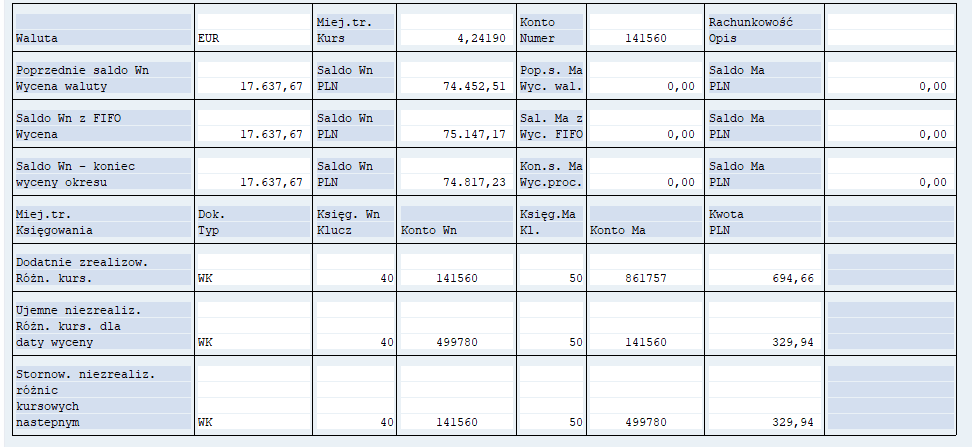 Miej.tr. Konto Rachunkowość
Waluta EUR Kurs 4,24190 Numer 141560 Opis
Poprzednie saldo Wn Saldo Wn Pop.s. Ma Saldo Ma
Wycena waluty 17.637,67 PLN 74.452,51 Wyc. wal. 0,00 PLN 0,00
Saldo Wn z FIFO Saldo Wn Sal. Ma z Saldo Ma
Wycena 17.637,67 PLN 75.147,17 Wyc. FIFO 0,00 PLN 0,00
Saldo Wn - koniec Saldo Wn Kon.s. Ma Saldo Ma
wyceny okresu 17.637,67 PLN 74.817,23 Wyc.proc. 0,00 PLN 0,00
Miej.tr. Dok. Księg. Wn Księg.Ma Kwota
Księgowania Typ Klucz Konto Wn Kl. Konto Ma PLN
Dodatnie zrealizow.
Różn. kurs. WK 40 141560 50 861757 694,66
Ujemne niezrealiz.
Różn. kurs. dla
daty wyceny WK 40 499780 50 141560 329,94
Stornow. niezrealiz.
różnic
kursowych
nastepnym WK 40 141560 50 499780 329,94